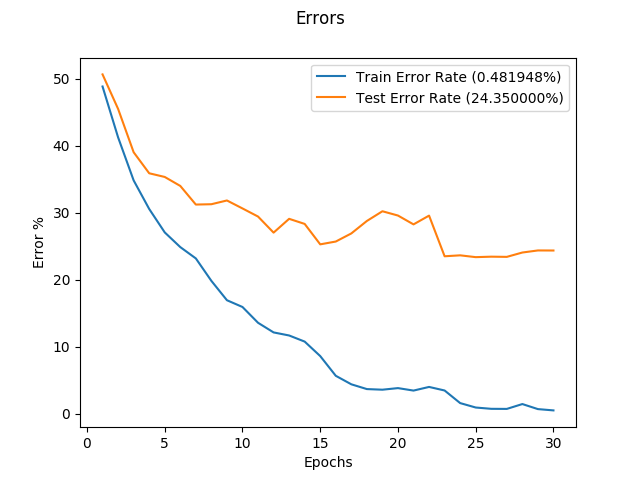 Errors
Train Error Rate (0.481948%)
Test Error Rate (24.350000%)
50
40
30
20
10
0
Error %
0 5 10 15 20 25 30
Epochs